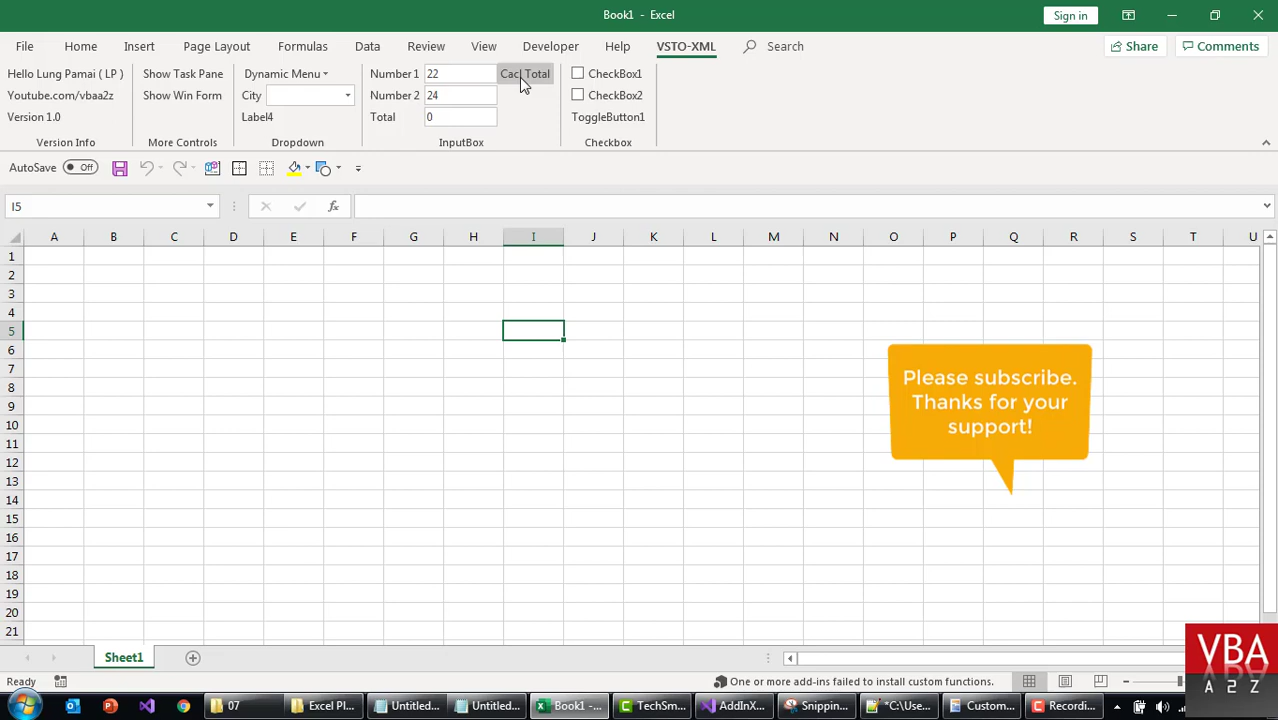 Book1 - Excel
Sign in
File Home Insert Page Layout Formulas Data Review View Developer Help VSTO-XML Search Share Comments
Hello Lung Pamai ( LP ) Show Task Pane Dynamic Menu Number 1 22 Cacl Total CheckBox1
Youtube.com/vbaa2z Show Win Form City Number 2 24 CheckBox2
Version 1.0 Label4 Total 0 ToggleButton1
Version Info More Controls Dropdown InputBox Checkbox
AutoSave Off
I5 fx
A B C D E F G H I J K L M N O P Q R S T U
1
2
3
4
5
6
7
8
9
10
11
12
13
14
15
16
17
18
19
20
21
Please subscribe.
Thanks for your
support!
Sheet1
VBA
A 2 Z
Ready One or more add-ins failed to install custom functions.
07 Excel Pl... Untitled... Untitled... Book1 -... TechSm... AddInX... Snippin... *C:\Use... Custom... Recordi...